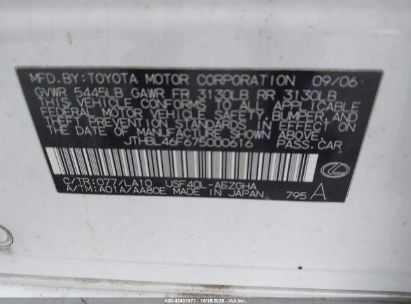 MFD.BY:TOYOTA MOTOR CORPORATION 09/06
GVWR 5445LB GAWR FR 3130LB RR 3130LB
THIS VEHICLE CONFORMS TO ALL APPLICABLE
FEDERAL MOTOR VEHICLE SAFETY, BUMPER,
AND THEFT PREVENTION STANDARDS IN EFFECT
ON THE DATE OF MANUFACTURE SHOWN ABOVE.
JTHBL46F675000616 PASS.CAR
C/TR:077/LA10 USF40L-AEZGHA
A/TM:A01A/AA80E MADE IN JAPAN 795 A